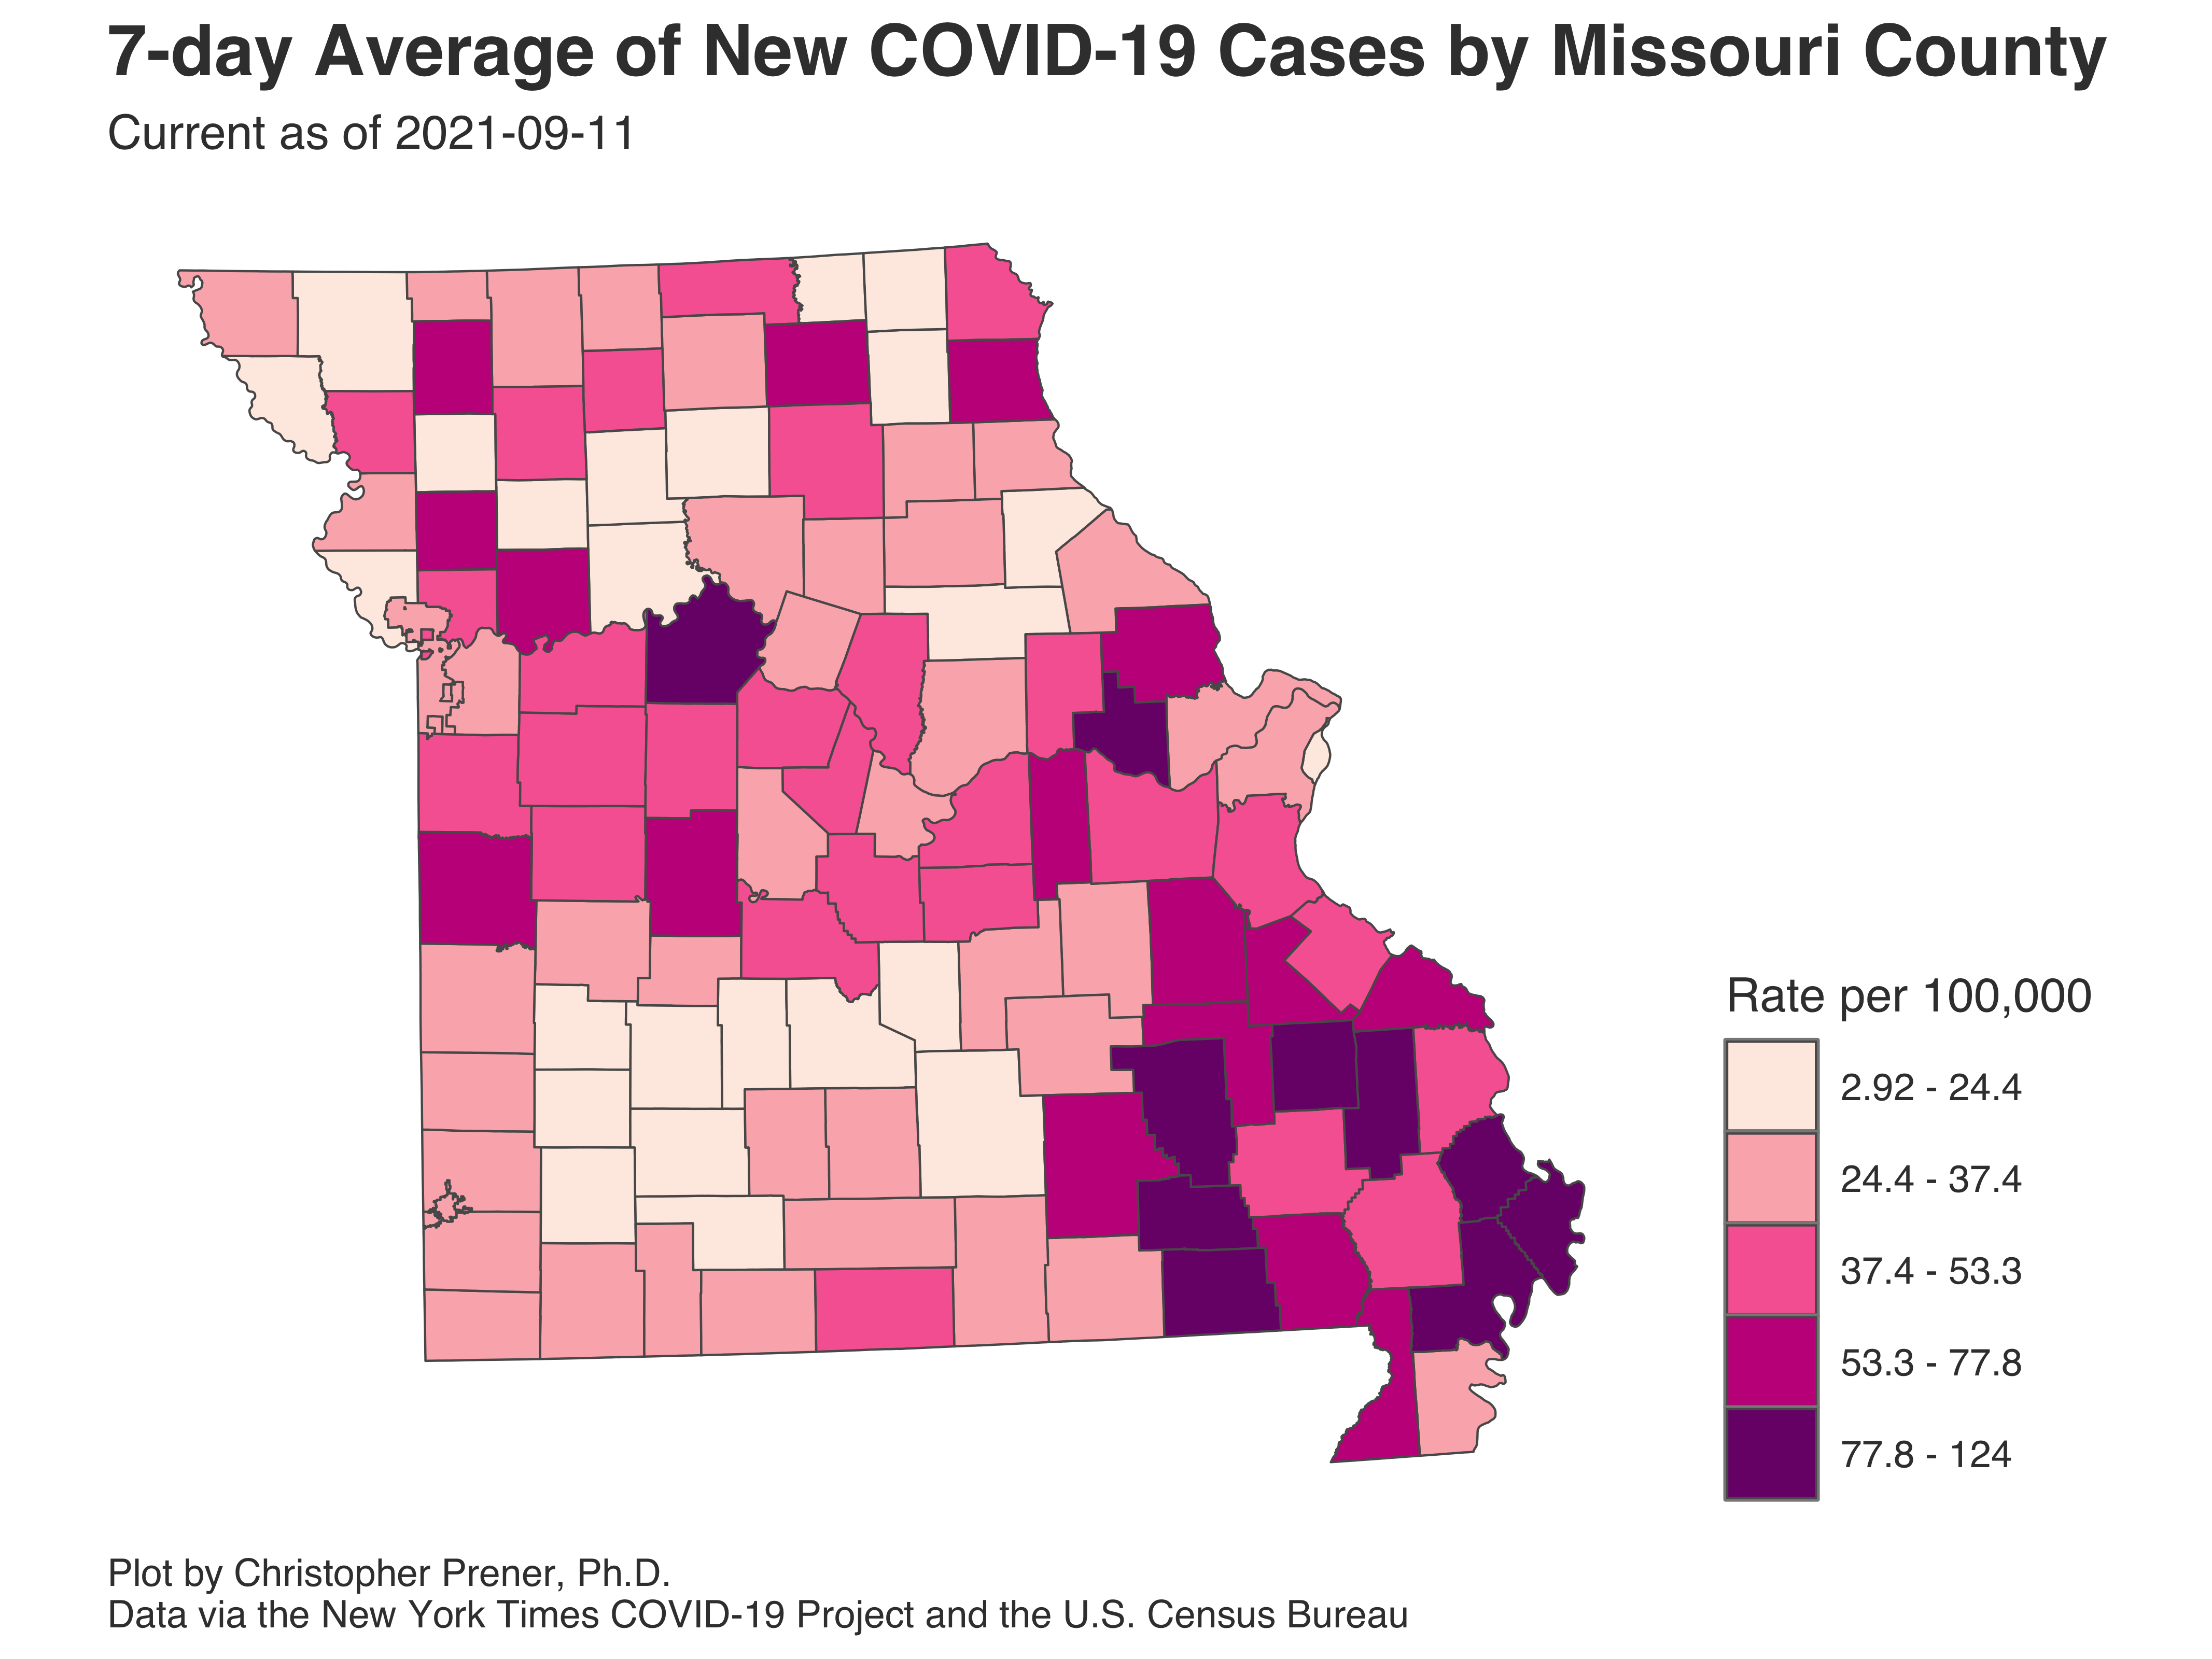 7-day Average of New COVID-19 Cases by Missouri County
Current as of 2021-09-11
Rate per 100,000
2.92 - 24.4
24.4 - 37.4
37.4 - 53.3
53.3 - 77.8
77.8 - 124
Plot by Christopher Prener, Ph.D.
Data via the New York Times COVID-19 Project and the U.S. Census Bureau